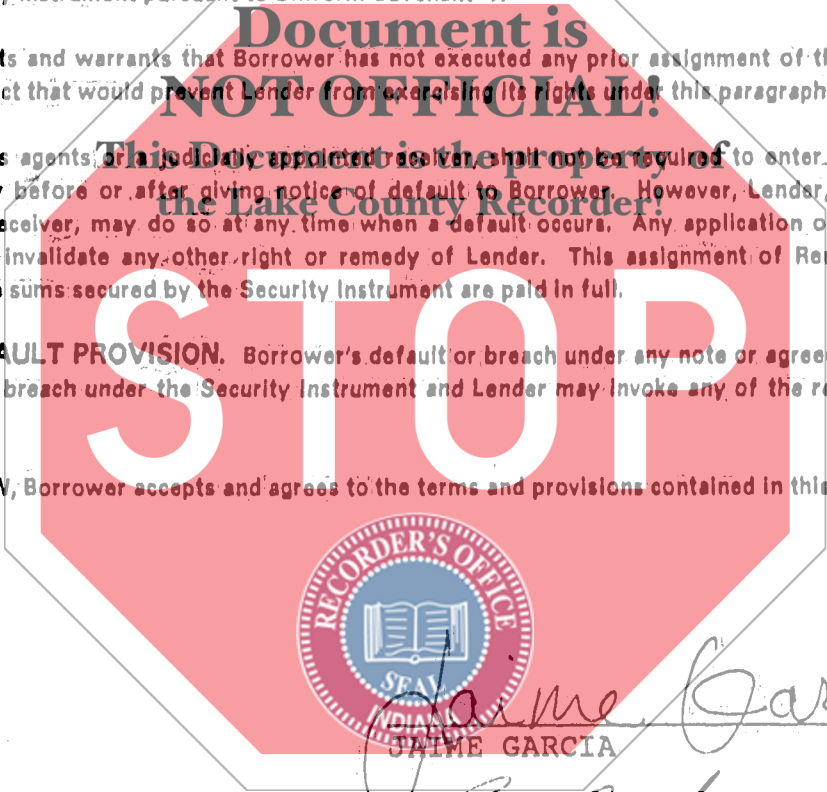 Document is
ts and warrants that Borrower has not executed any prior assignment of th
NOT OFFICIAL!
ct that would prevent Lender from exercising its rights under this paragraph
This Document is the property of
s agents or a judicially appointed receiver, shall not be required to enter
before or after giving notice of default to Borrower. However, Lender,
the Lake County Recorder!
eceiver, may do so at any time when a default occurs. Any application o
invalidate any other right or remedy of Lender. This assignment of Re
sums secured by the Security Instrument are paid in full.
STOP
AULT PROVISION. Borrower's default or breach under any note or agree
breach under the Security Instrument and Lender may invoke any of the re
, Borrower accepts and agrees to the terms and provisions contained in this
RECORDER'S OFFICE
SEAL
INDIANA
Jaime Gar
JAIME GARCIA